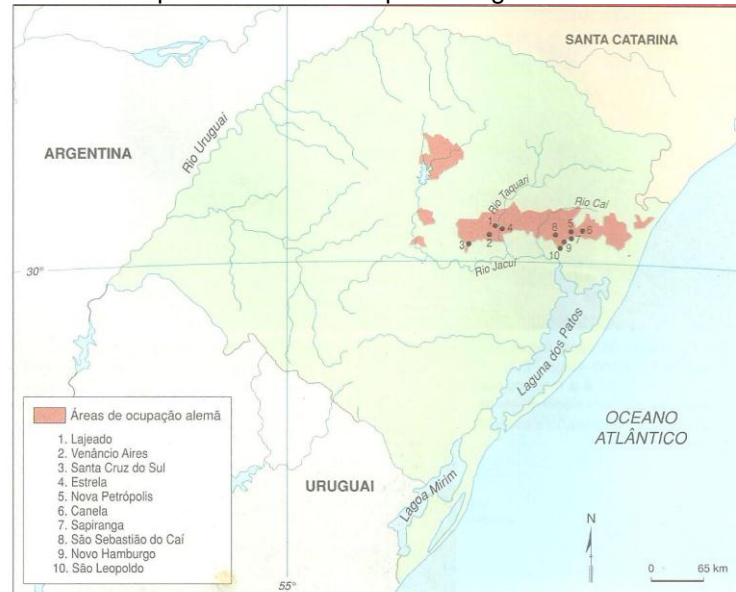 SANTA CATARINA
ARGENTINA
Rio Uruguai
Rio Taquari
Rio Caí
1
4
2
3
5
6
8
7
9
10
30°
Rio Jacuí
Laguna dos Patos
OCEANO
ATLÂNTICO
Áreas de ocupação alemã
1. Lajeado
2. Venâncio Aires
3. Santa Cruz do Sul
4. Estrela
5. Nova Petrópolis
6. Canela
7. Sapiranga
8. São Sebastião do Caí
9. Novo Hamburgo
10. São Leopoldo
URUGUAI
Lagoa Mirim
N
0 65 km
55°